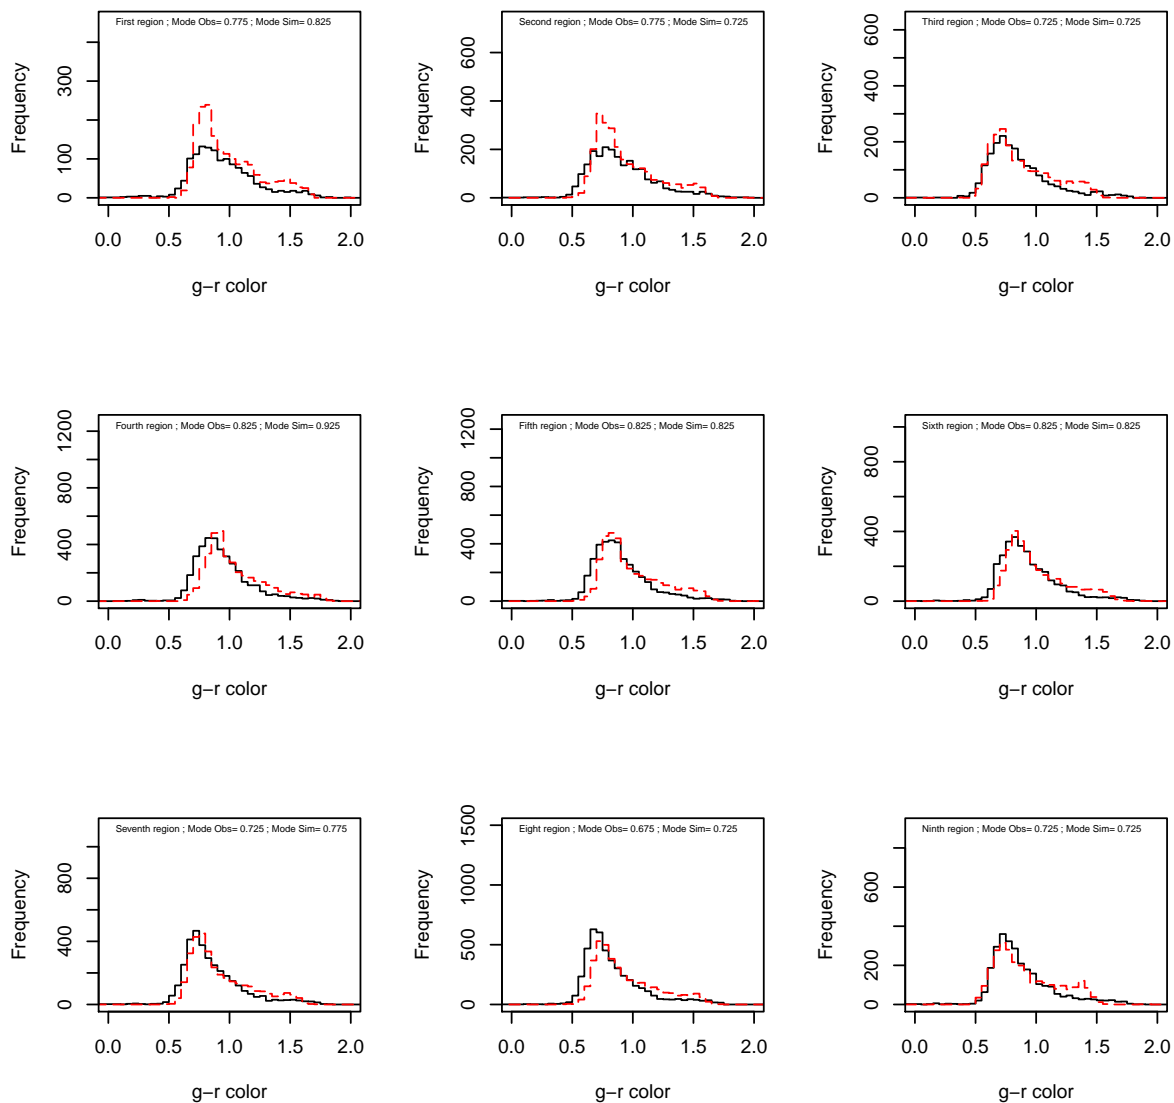 First region ; Mode Obs= 0.775 ; Mode Sim= 0.825
Frequency
0 100 300
0.0 0.5 1.0 1.5 2.0
g−r color
Second region ; Mode Obs= 0.775 ; Mode Sim= 0.725
Frequency
0 200 400 600
0.0 0.5 1.0 1.5 2.0
g−r color
Third region ; Mode Obs= 0.725 ; Mode Sim= 0.725
Frequency
0 200 400 600
0.0 0.5 1.0 1.5 2.0
g−r color
Fourth region ; Mode Obs= 0.825 ; Mode Sim= 0.925
Frequency
0 400 800 1200
0.0 0.5 1.0 1.5 2.0
g−r color
Fifth region ; Mode Obs= 0.825 ; Mode Sim= 0.825
Frequency
0 400 800 1200
0.0 0.5 1.0 1.5 2.0
g−r color
Sixth region ; Mode Obs= 0.825 ; Mode Sim= 0.825
Frequency
0 400 800
0.0 0.5 1.0 1.5 2.0
g−r color
Seventh region ; Mode Obs= 0.725 ; Mode Sim= 0.775
Frequency
0 400 800
0.0 0.5 1.0 1.5 2.0
g−r color
Eight region ; Mode Obs= 0.675 ; Mode Sim= 0.725
Frequency
0 500 1000 1500
0.0 0.5 1.0 1.5 2.0
g−r color
Ninth region ; Mode Obs= 0.725 ; Mode Sim= 0.725
Frequency
0 200 600
0.0 0.5 1.0 1.5 2.0
g−r color